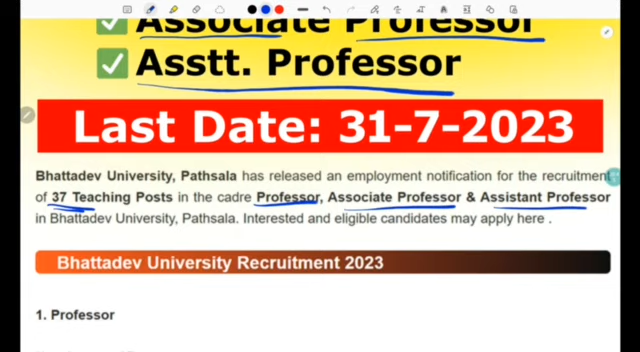 ✅ Associate Professor
✅ Asstt. Professor
Last Date: 31-7-2023
Bhattadev University, Pathsala has released an employment notification for the recruitment
of 37 Teaching Posts in the cadre Professor, Associate Professor & Assistant Professor
in Bhattadev University, Pathsala. Interested and eligible candidates may apply here .
Bhattadev University Recruitment 2023
1. Professor